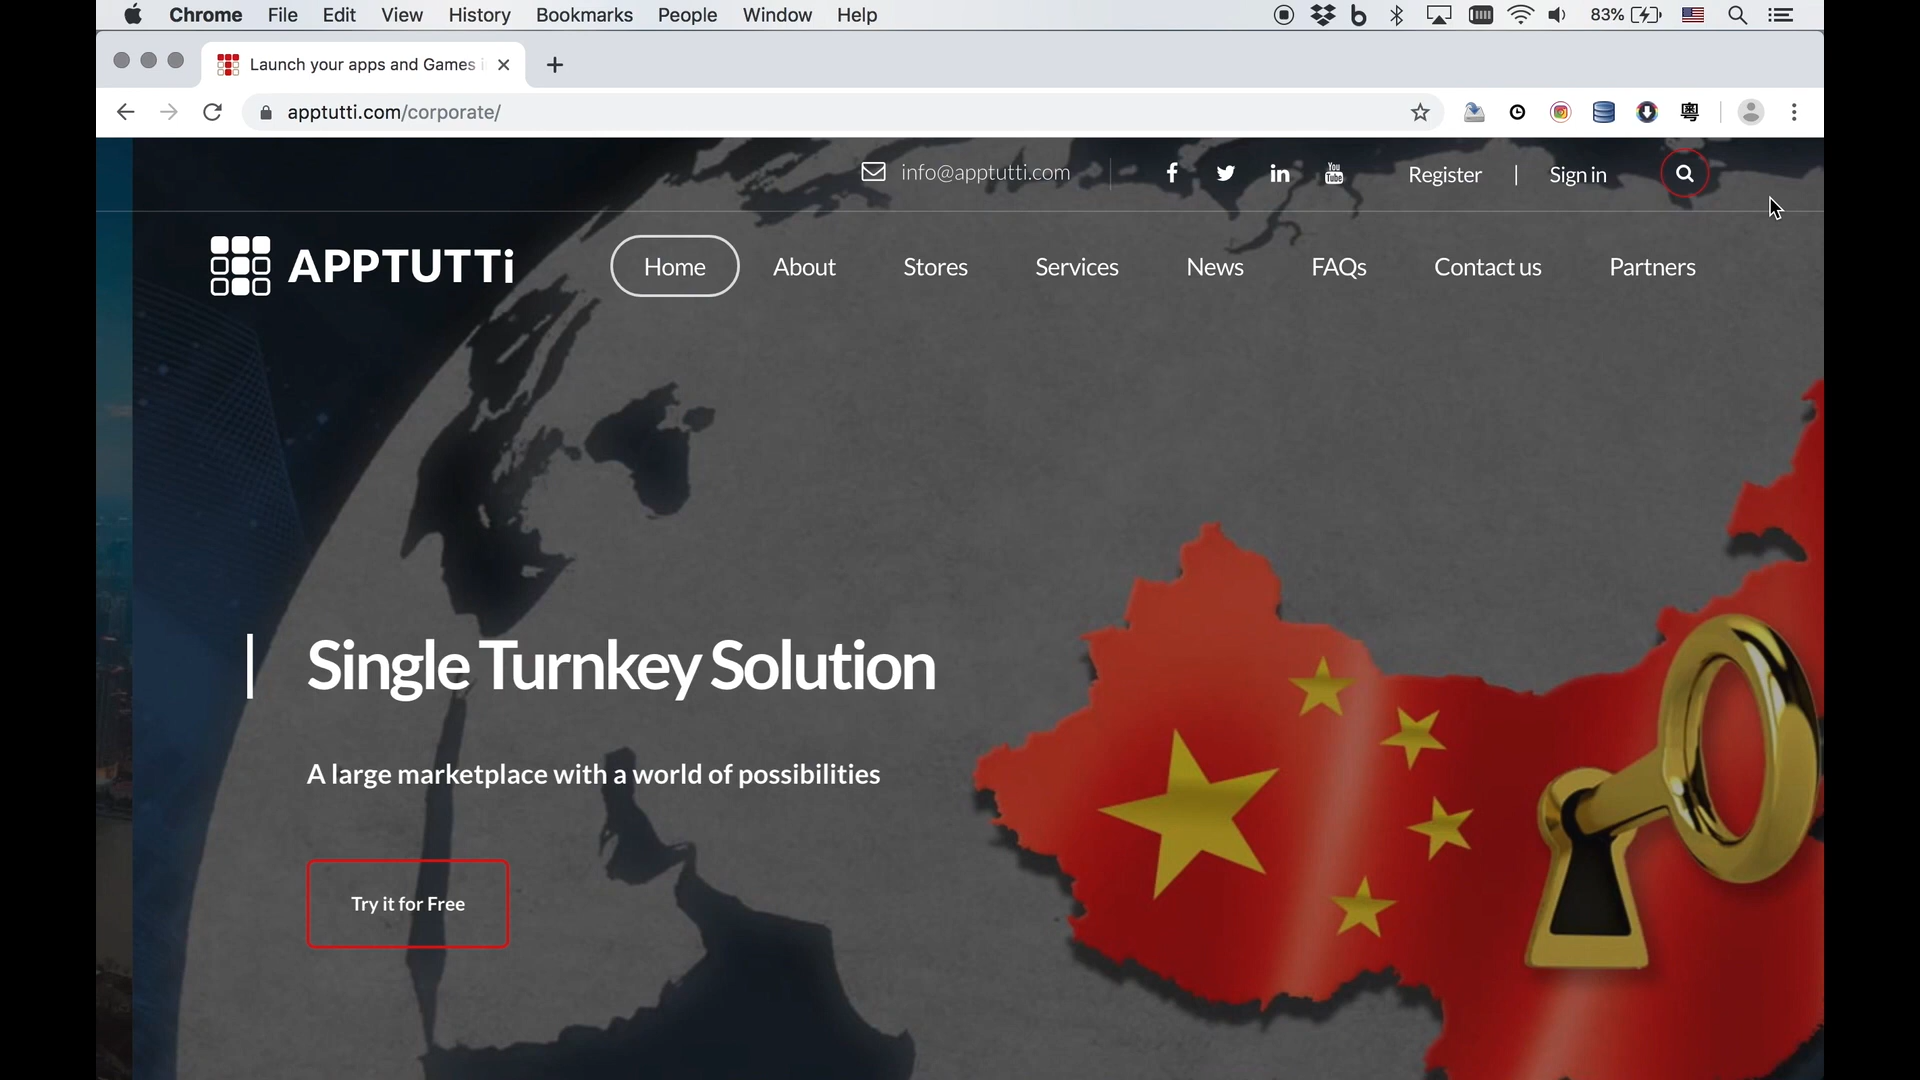 Chrome File Edit View History Bookmarks People Window Help 83%
Launch your apps and Games i
apptutti.com/corporate/
info@apptutti.com You Tube Register | Sign in
APPTUTTi Home About Stores Services News FAQs Contact us Partners
Single Turnkey Solution
A large marketplace with a world of possibilities
Try it for Free